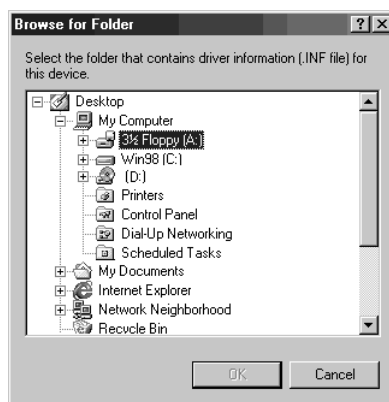 Browse for Folder
Select the folder that contains driver information (.INF file) for
this device.
Desktop
My Computer
3½ Floppy (A:)
Win98 (C:)
(D:)
Printers
Control Panel
Dial-Up Networking
Scheduled Tasks
My Documents
Internet Explorer
Network Neighborhood
Recycle Bin
OK Cancel